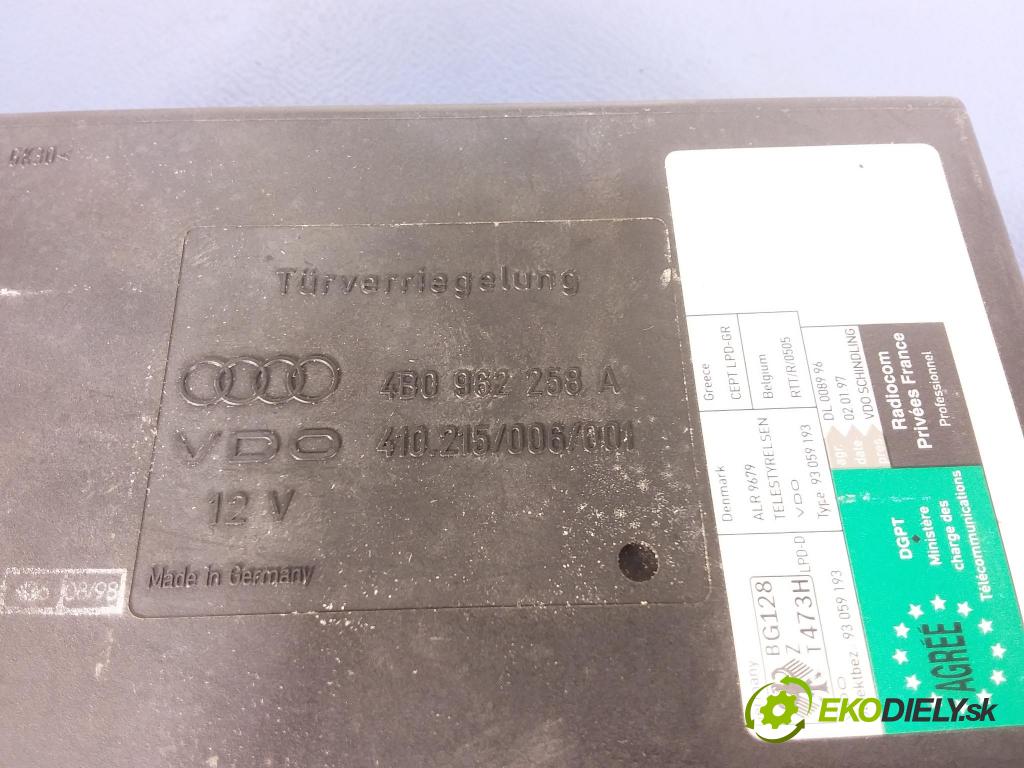 Türverriegelung
4B0 962 258 A
VDO 410.215/006/001
12 V
Made in Germany
08/98
Greece
CEPT LPD-GR
Belgium
RTT/R/0505
DL 0089 96
02 01 97
VDO SCHINDLING
Radiocom
Privées France
Professionnel
Denmark
ALR 9679
TELESTYRELSEN
VDO
Type 93 059 193
DGPT
Ministère
charge des
Télécommunications
AGRÉÉ
BG128
Z
T473H
LPD-D
93 059 193
EKODIELY.sk